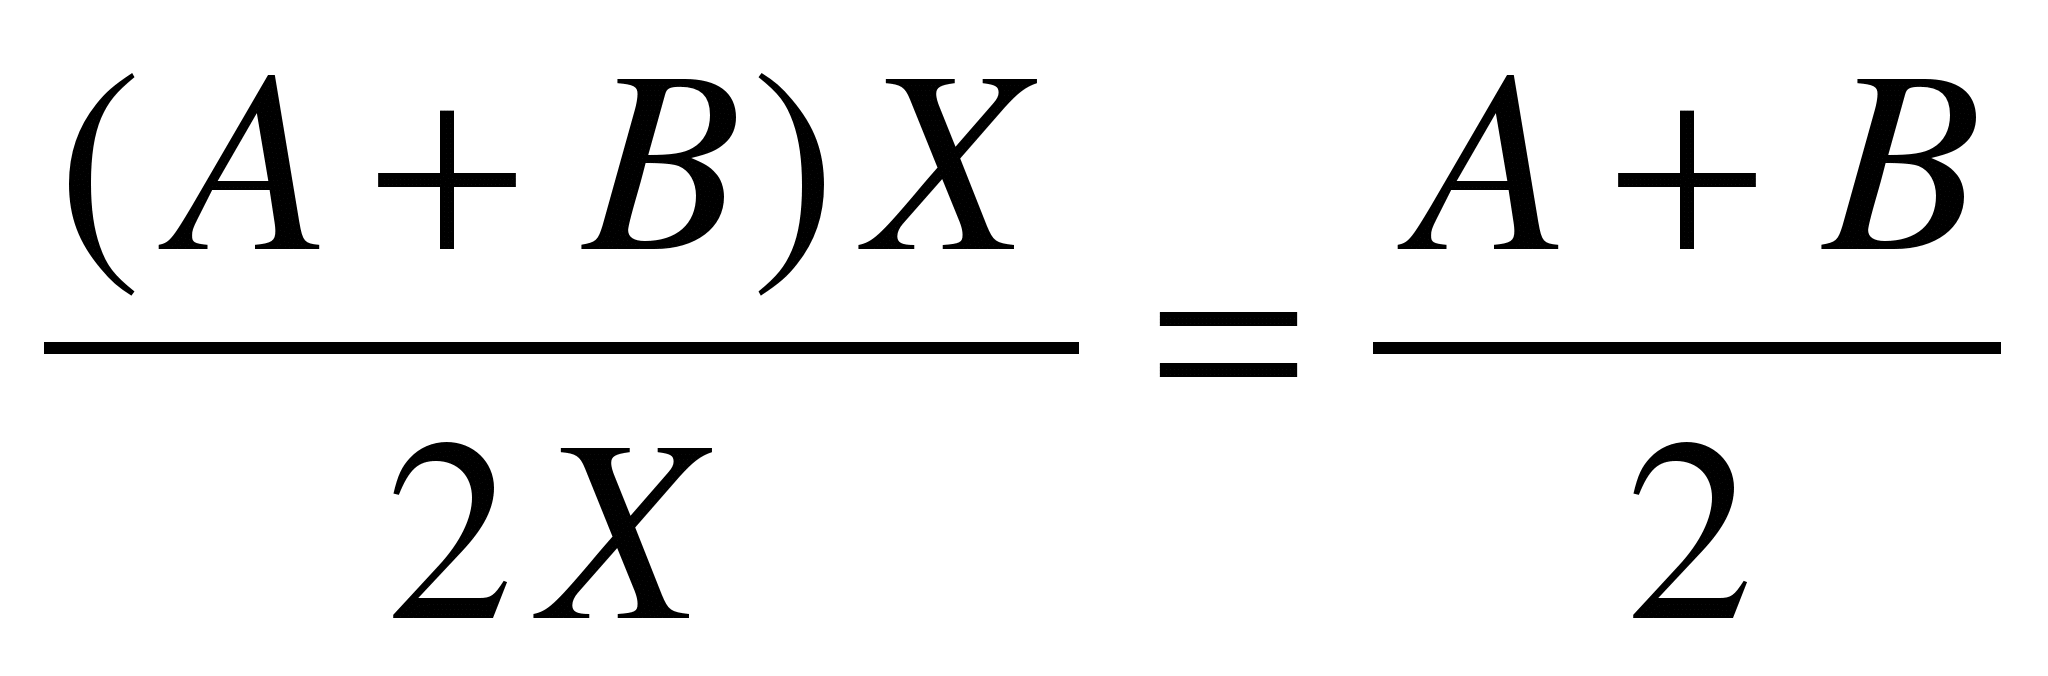 (A + B)X / 2X = A + B / 2